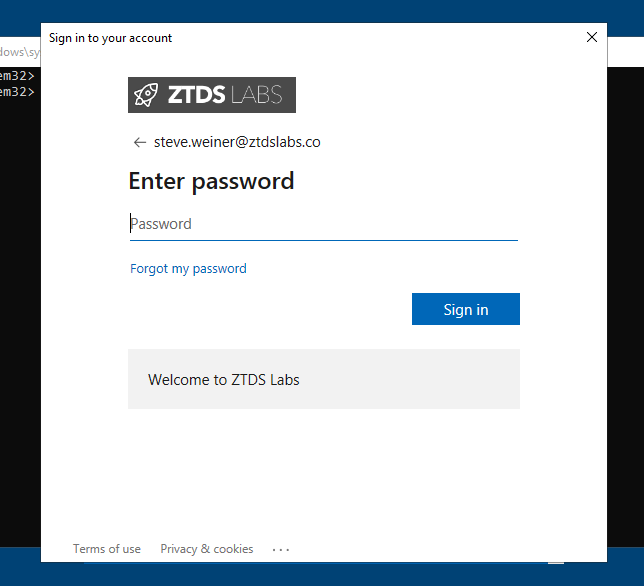 Sign in to your account
dows\sy
em32>
em32>
ZTDS LABS
steve.weiner@ztdslabs.co
Enter password
Password
Forgot my password
Sign in
Welcome to ZTDS Labs
Terms of use Privacy & cookies ...